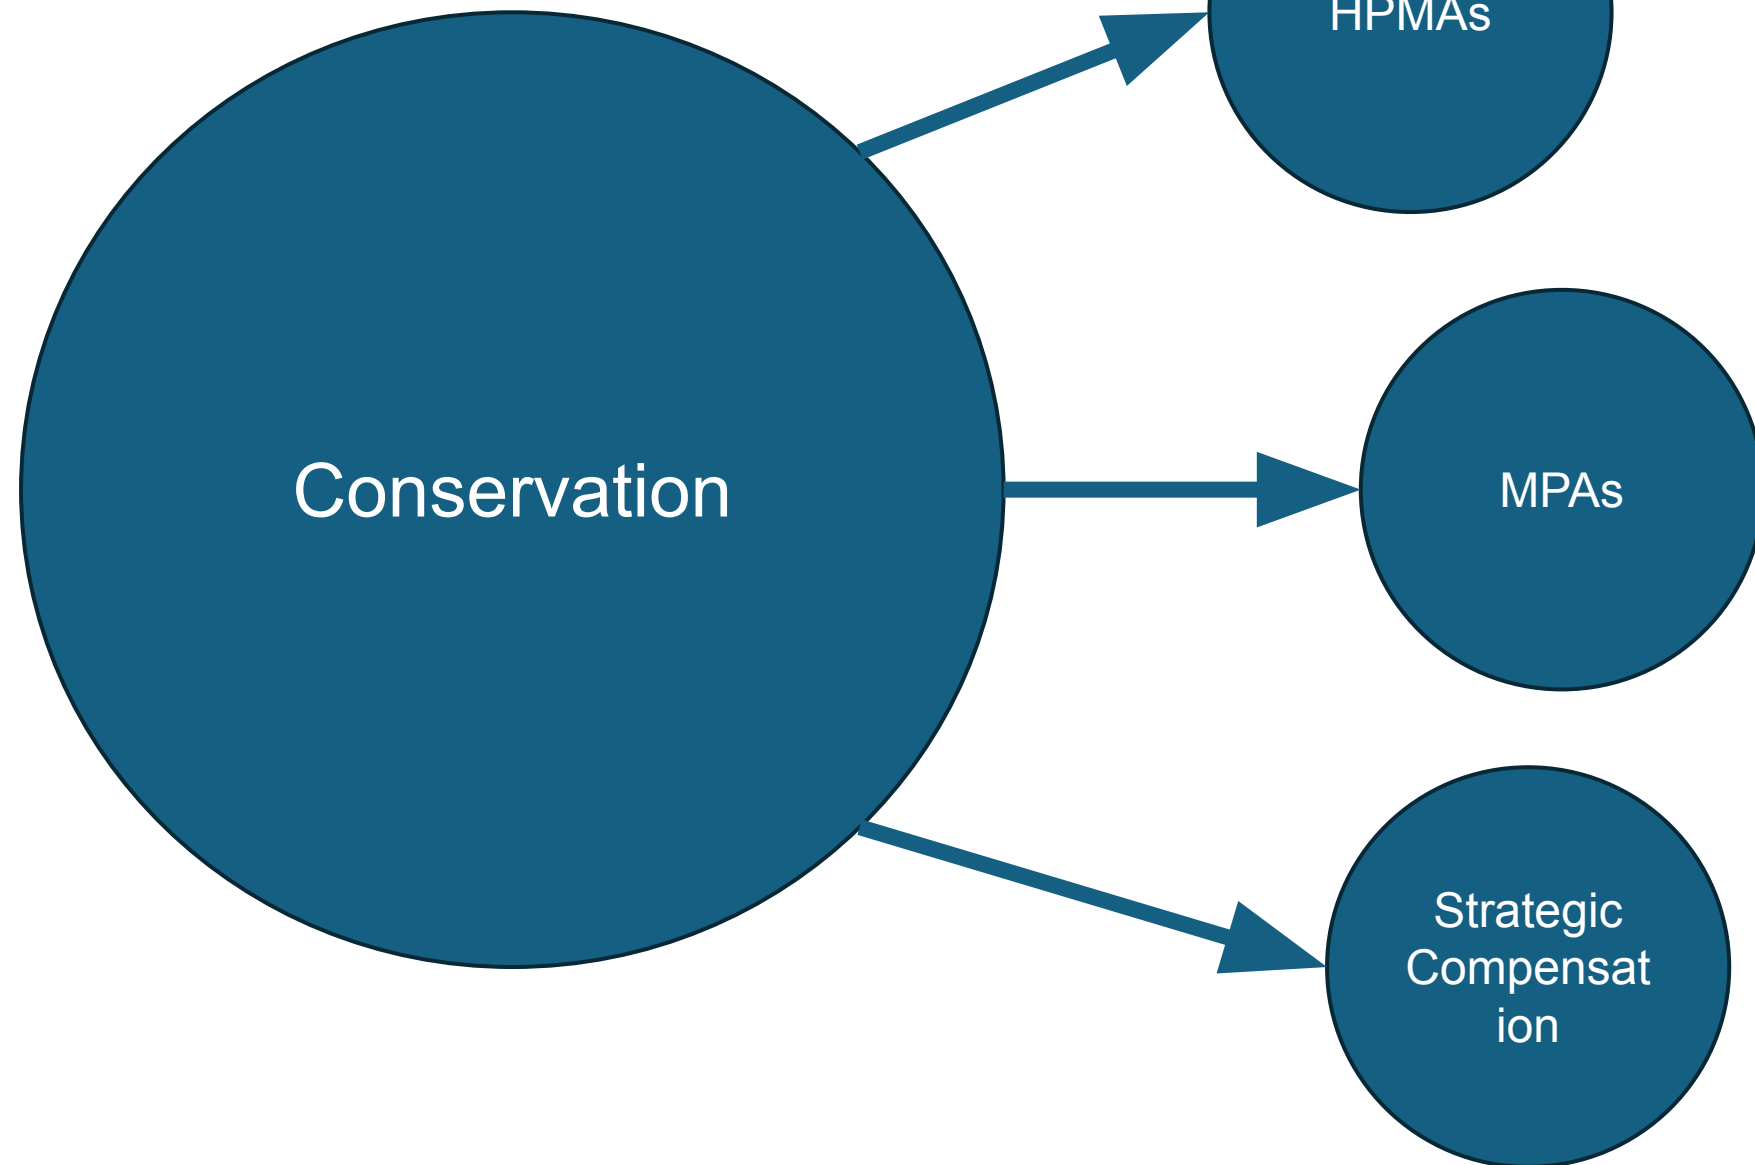 HPMAs
Conservation
MPAs
Strategic
Compensat
ion